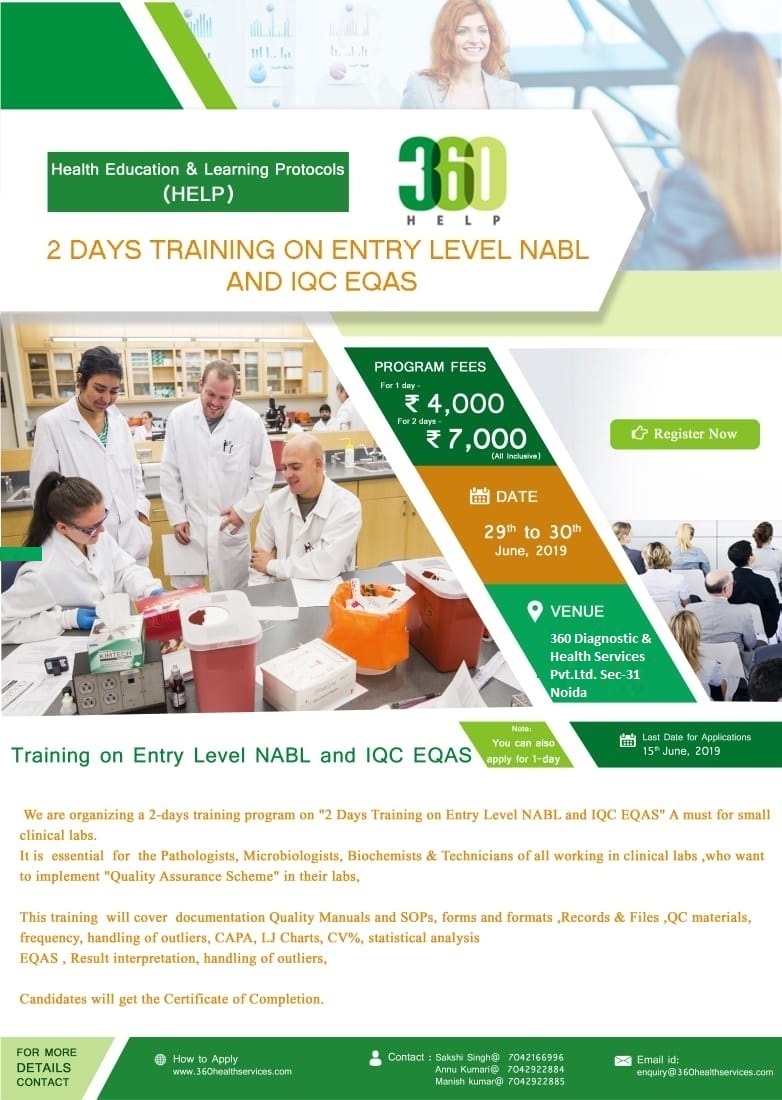 Health Education & Learning Protocols
(HELP)
360
HELP
2 DAYS TRAINING ON ENTRY LEVEL NABL
AND IQC EQAS
PROGRAM FEES
For 1 day -
₹ 4,000
For 2 days -
₹ 7,000
(All Inclusive)
Register Now
DATE
29th to 30th
June, 2019
VENUE
360 Diagnostic &
Health Services
Pvt.Ltd. Sec-31
Noida
KIMTECH
Training on Entry Level NABL and IQC EQAS
Note:
You can also
apply for 1-day
Last Date for Applications
15th June, 2019
We are organizing a 2-days training program on "2 Days Training on Entry Level NABL and IQC EQAS" A must for small
clinical labs.
It is essential for the Pathologists, Microbiologists, Biochemists & Technicians of all working in clinical labs ,who want
to implement "Quality Assurance Scheme" in their labs,
This training will cover documentation Quality Manuals and SOPs, forms and formats ,Records & Files ,QC materials,
frequency, handling of outliers, CAPA, LJ Charts, CV%, statistical analysis
EQAS , Result interpretation, handling of outliers,
Candidates will get the Certificate of Completion.
FOR MORE
DETAILS
CONTACT
How to Apply
www.360healthservices.com
Contact : Sakshi Singh@ 7042166996
Annu Kumari@ 7042922884
Manish kumar@ 7042922885
Email id:
enquiry@360healthservices.com